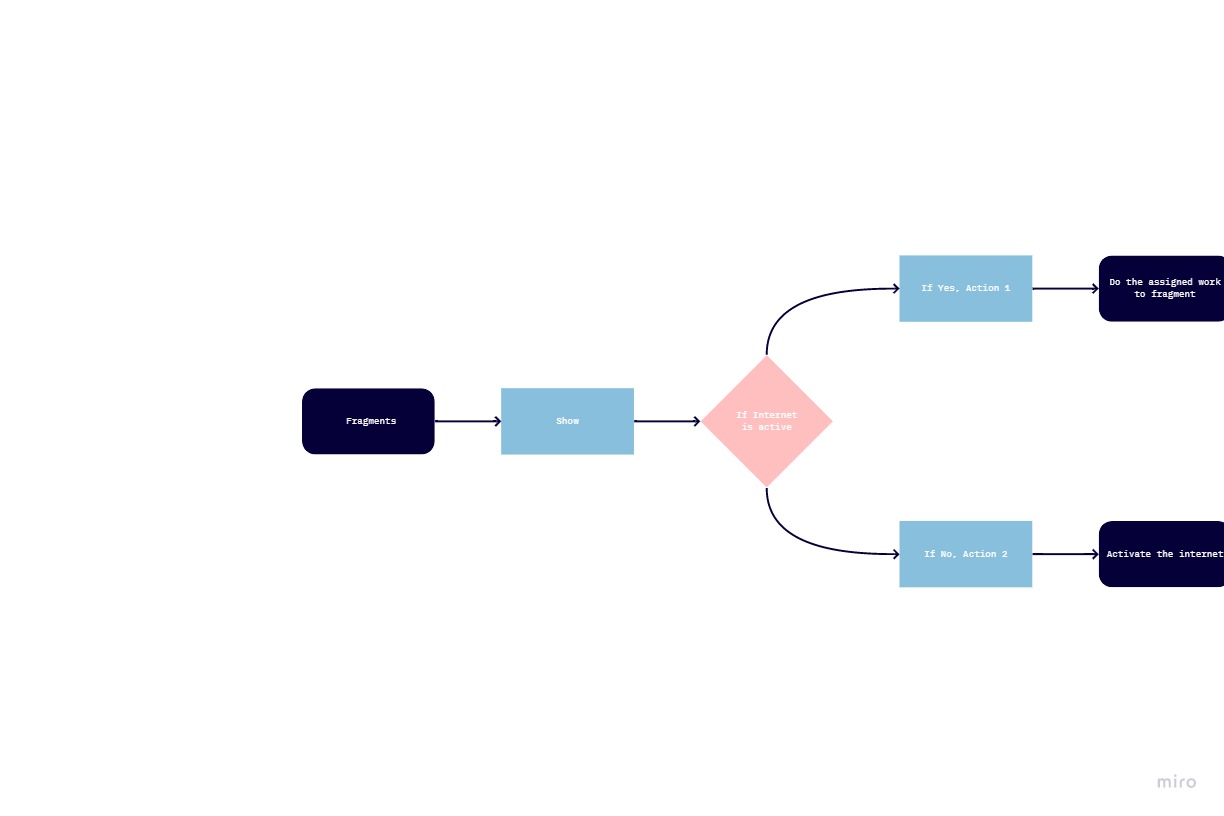 Fragments
Show
If Internet
is active
If Yes, Action 1
Do the assigned work
to fragment
If No, Action 2
Activate the internet
miro